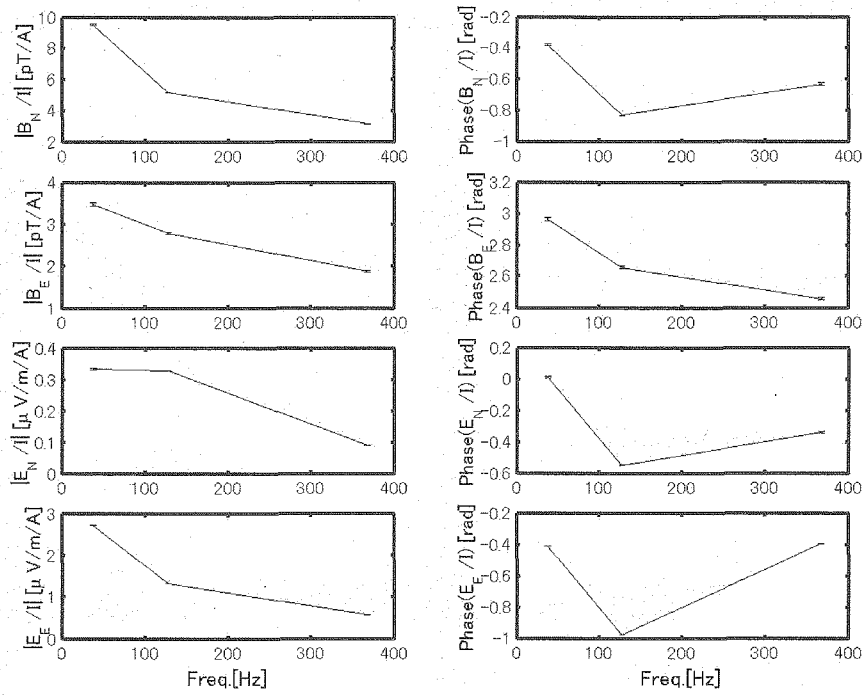 |B_N /I| [pT/A]
10
8
6
4
2
0 100 200 300 400
Phase(B_N /I) [rad]
-0.2
-0.4
-0.6
-0.8
-1
0 100 200 300 400
|B_E /I| [pT/A]
4
3
2
1
0 100 200 300 400
Phase(B_E /I) [rad]
3.2
3
2.8
2.6
2.4
0 100 200 300 400
|E_N /I| [μ V/m/A]
0.4
0.3
0.2
0.1
0
0 100 200 300 400
Phase(E_N /I) [rad]
0.2
0
-0.2
-0.4
-0.6
0 100 200 300 400
|E_E /I| [μ V/m/A]
3
2
1
0
0 100 200 300 400
Freq.[Hz]
Phase(E_E /I) [rad]
-0.2
-0.4
-0.6
-0.8
-1
0 100 200 300 400
Freq.[Hz]